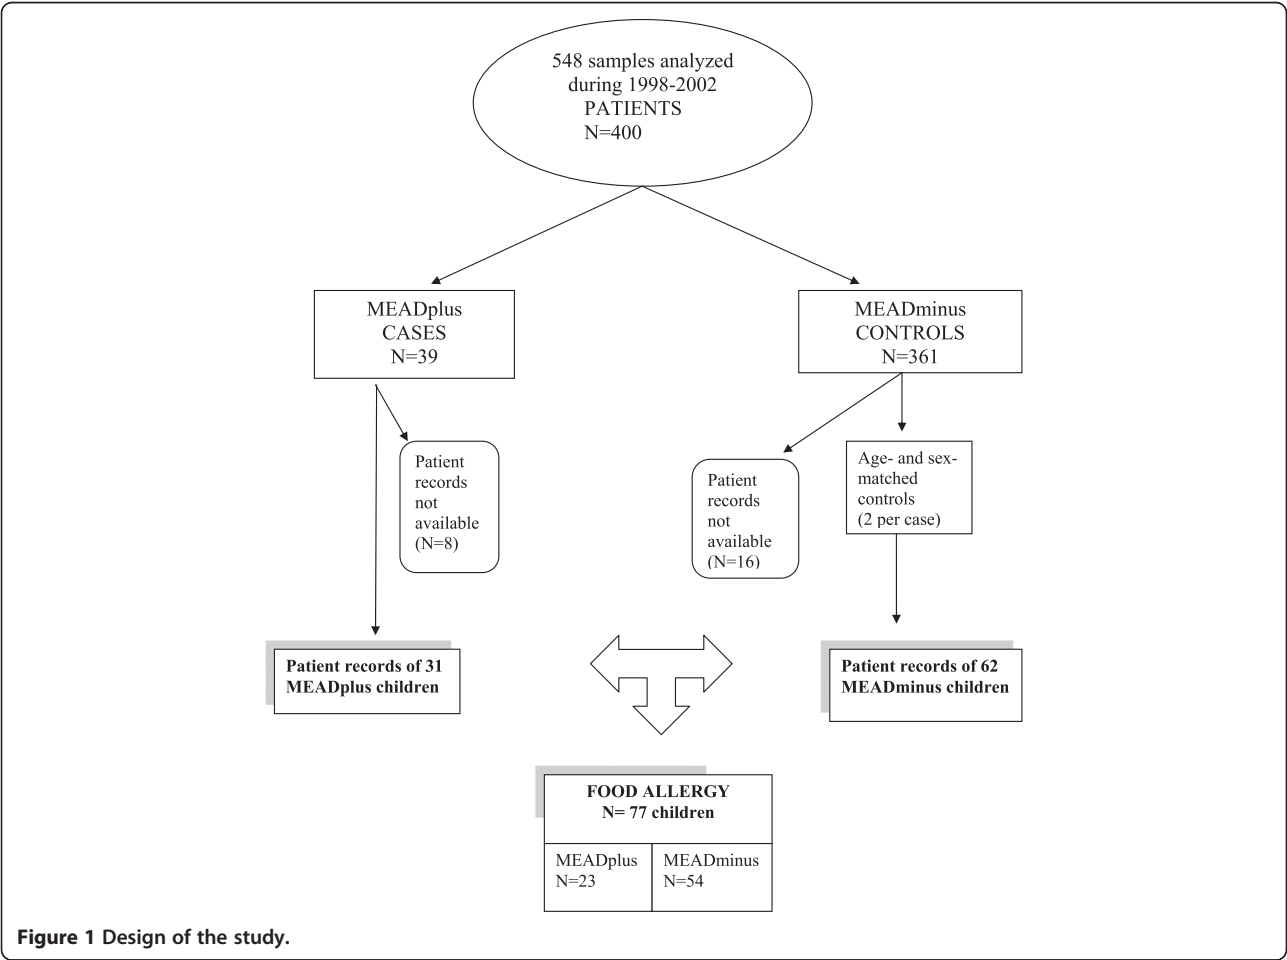 548 samples analyzed
during 1998-2002
PATIENTS
N=400
MEADplus
CASES
N=39
MEADminus
CONTROLS
N=361
Patient
records
not
available
(N=8)
Patient
records
not
available
(N=16)
Age- and sex-
matched
controls
(2 per case)
Patient records of 31
MEADplus children
Patient records of 62
MEADminus children
FOOD ALLERGY
N= 77 children
MEADplus
N=23
MEADminus
N=54
Figure 1 Design of the study.